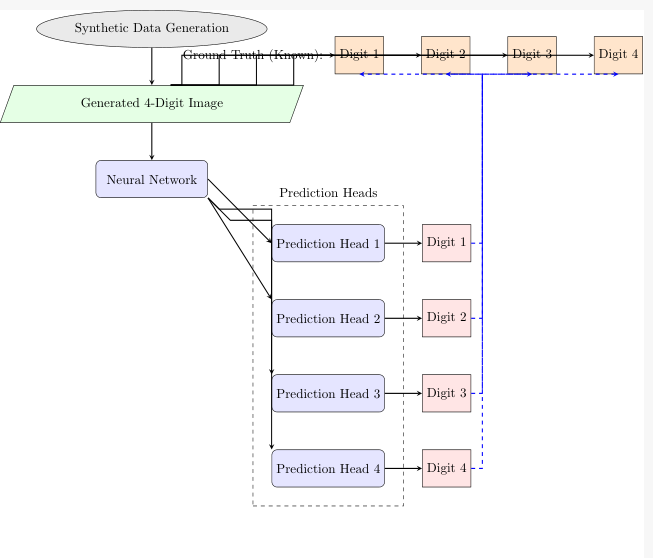 Synthetic Data Generation
Ground Truth (Known): Digit 1 Digit 2 Digit 3 Digit 4
Generated 4-Digit Image
Neural Network
Prediction Heads
Prediction Head 1 Digit 1
Prediction Head 2 Digit 2
Prediction Head 3 Digit 3
Prediction Head 4 Digit 4